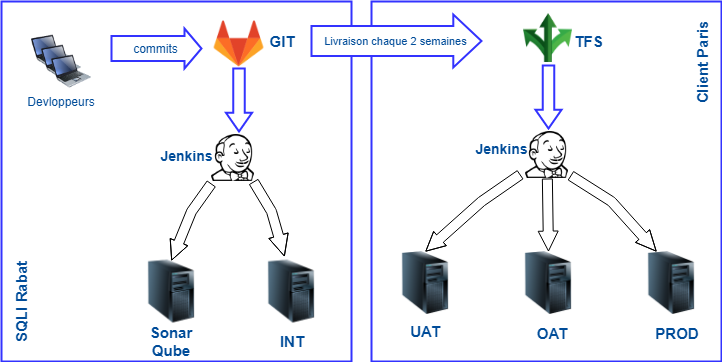 commits
GIT
Livraison chaque 2 semaines
TFS
Devloppeurs
Client Paris
Jenkins
Jenkins
SQLI Rabat
Sonar
Qube
INT
UAT
OAT
PROD